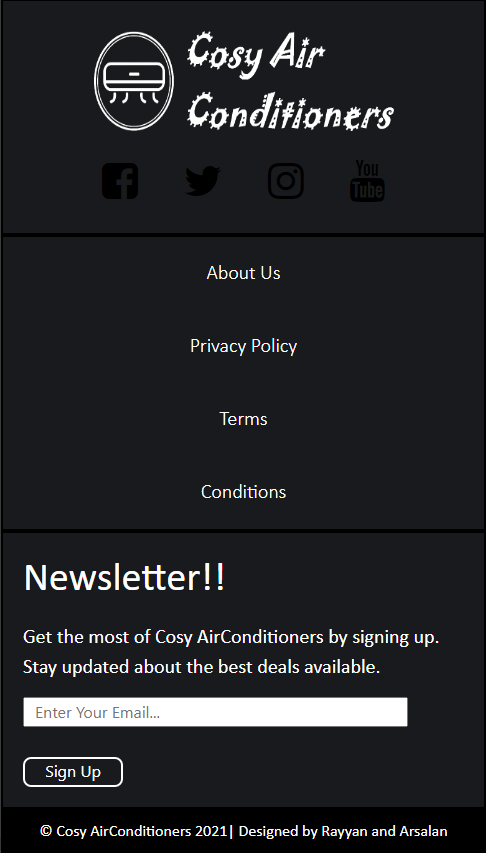 Cosy Air
Conditioners
You
Tube
About Us
Privacy Policy
Terms
Conditions
Newsletter!!
Get the most of Cosy AirConditioners by signing up.
Stay updated about the best deals available.
Enter Your Email...
Sign Up
© Cosy AirConditioners 2021| Designed by Rayyan and Arsalan